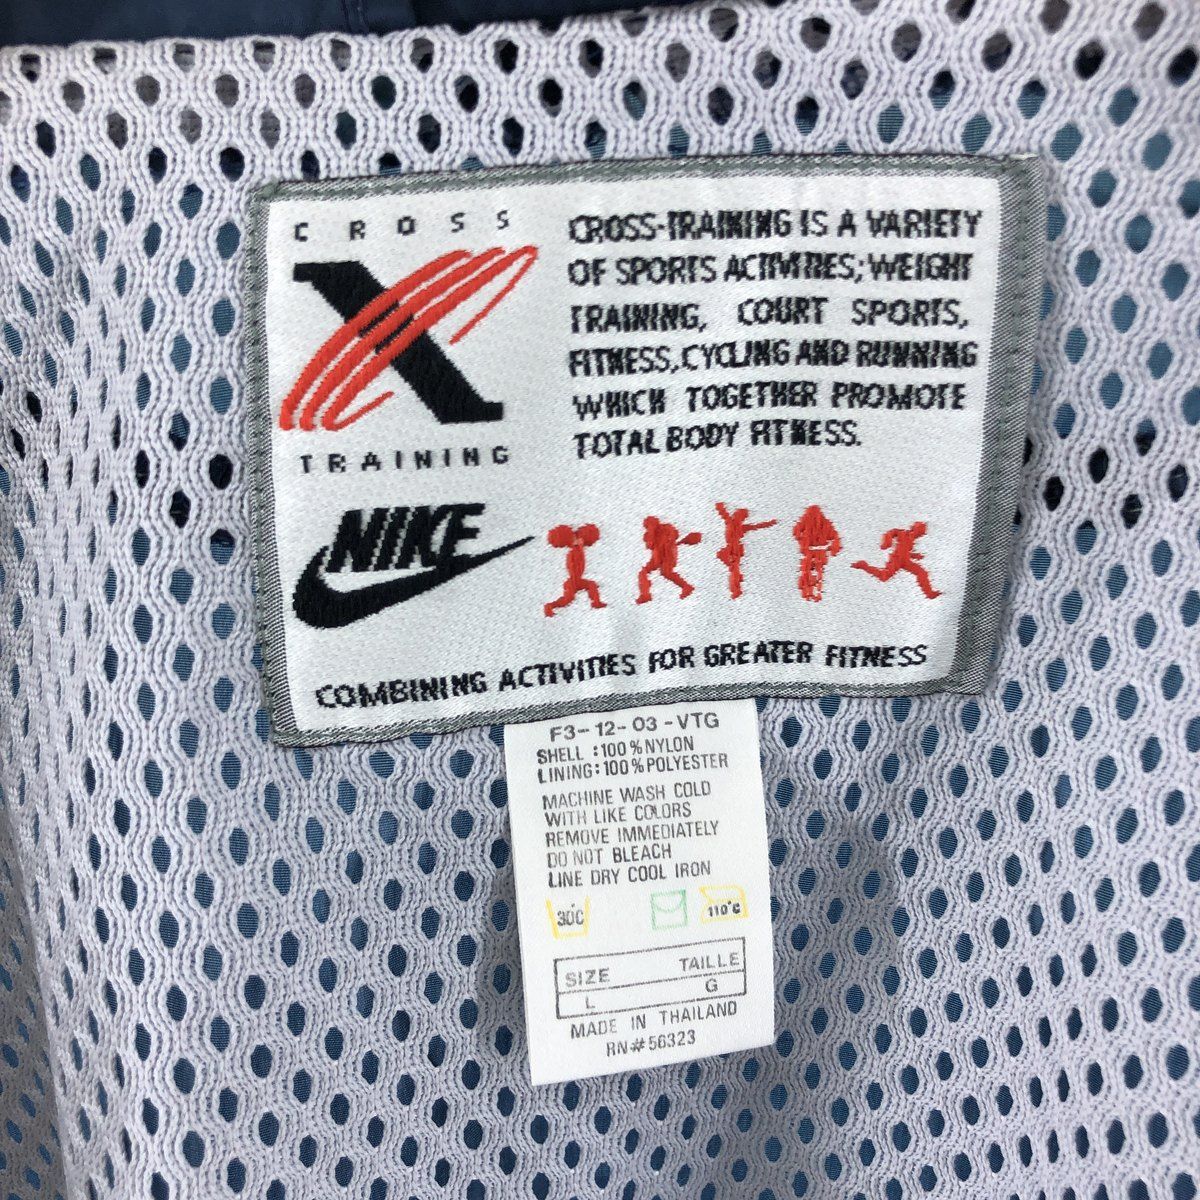 CROSS
X
TRAINING
CROSS-TRAINING IS A VARIETY
OF SPORTS ACTIVITIES; WEIGHT
TRAINING, COURT SPORTS,
FITNESS, CYCLING AND RUNNING
WHICH TOGETHER PROMOTE
TOTAL BODY FITNESS.
NIKE
COMBINING ACTIVITIES FOR GREATER FITNESS
F3-12-03-VTG
SHELL : 100% NYLON
LINING: 100% POLYESTER
MACHINE WASH COLD
WITH LIKE COLORS
REMOVE IMMEDIATELY
DO NOT BLEACH
LINE DRY COOL IRON
30°C 110°C
SIZE TAILLE
L G
MADE IN THAILAND
RN#56323